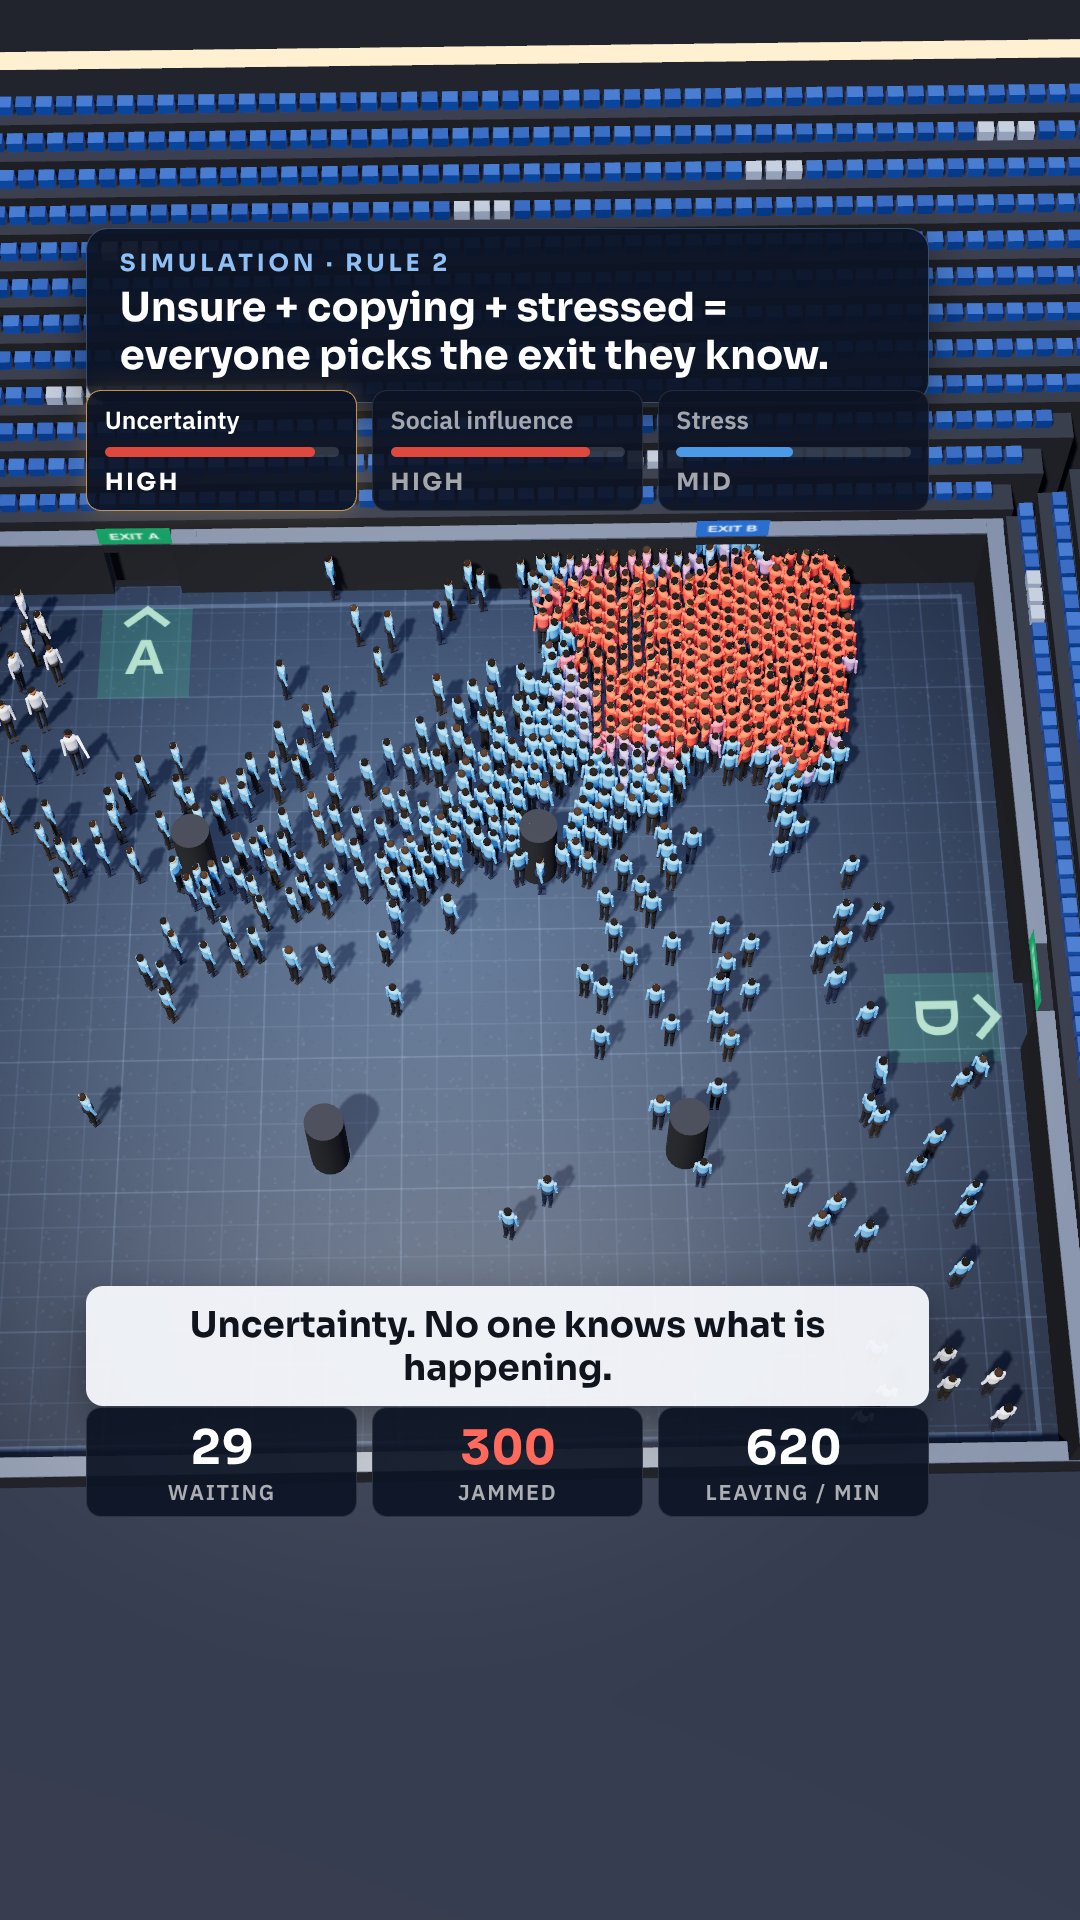 SIMULATION · RULE 2
Unsure + copying + stressed =
everyone picks the exit they know.
Uncertainty
HIGH
Social influence
HIGH
Stress
MID
EXIT A
EXIT B
A
D
Uncertainty. No one knows what is
happening.
29
WAITING
300
JAMMED
620
LEAVING / MIN